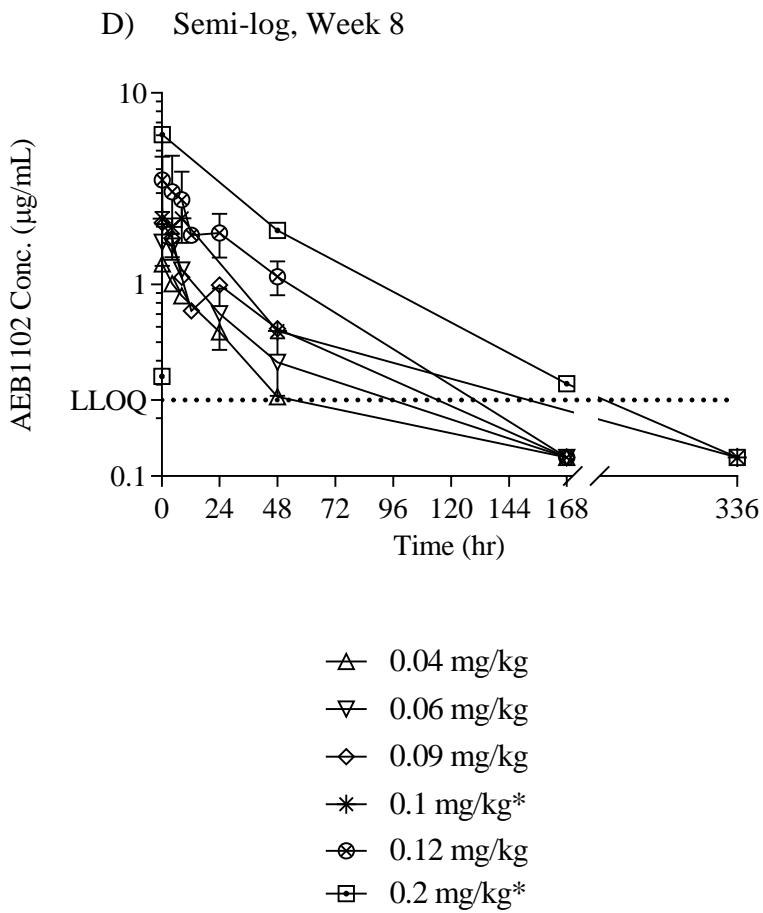 D) Semi-log, Week 8
AEB1102 Conc. (µg/mL)
10
1
LLOQ
0.1
0 24 48 72 96 120 144 168 336
Time (hr)
0.04 mg/kg
0.06 mg/kg
0.09 mg/kg
0.1 mg/kg*
0.12 mg/kg
0.2 mg/kg*